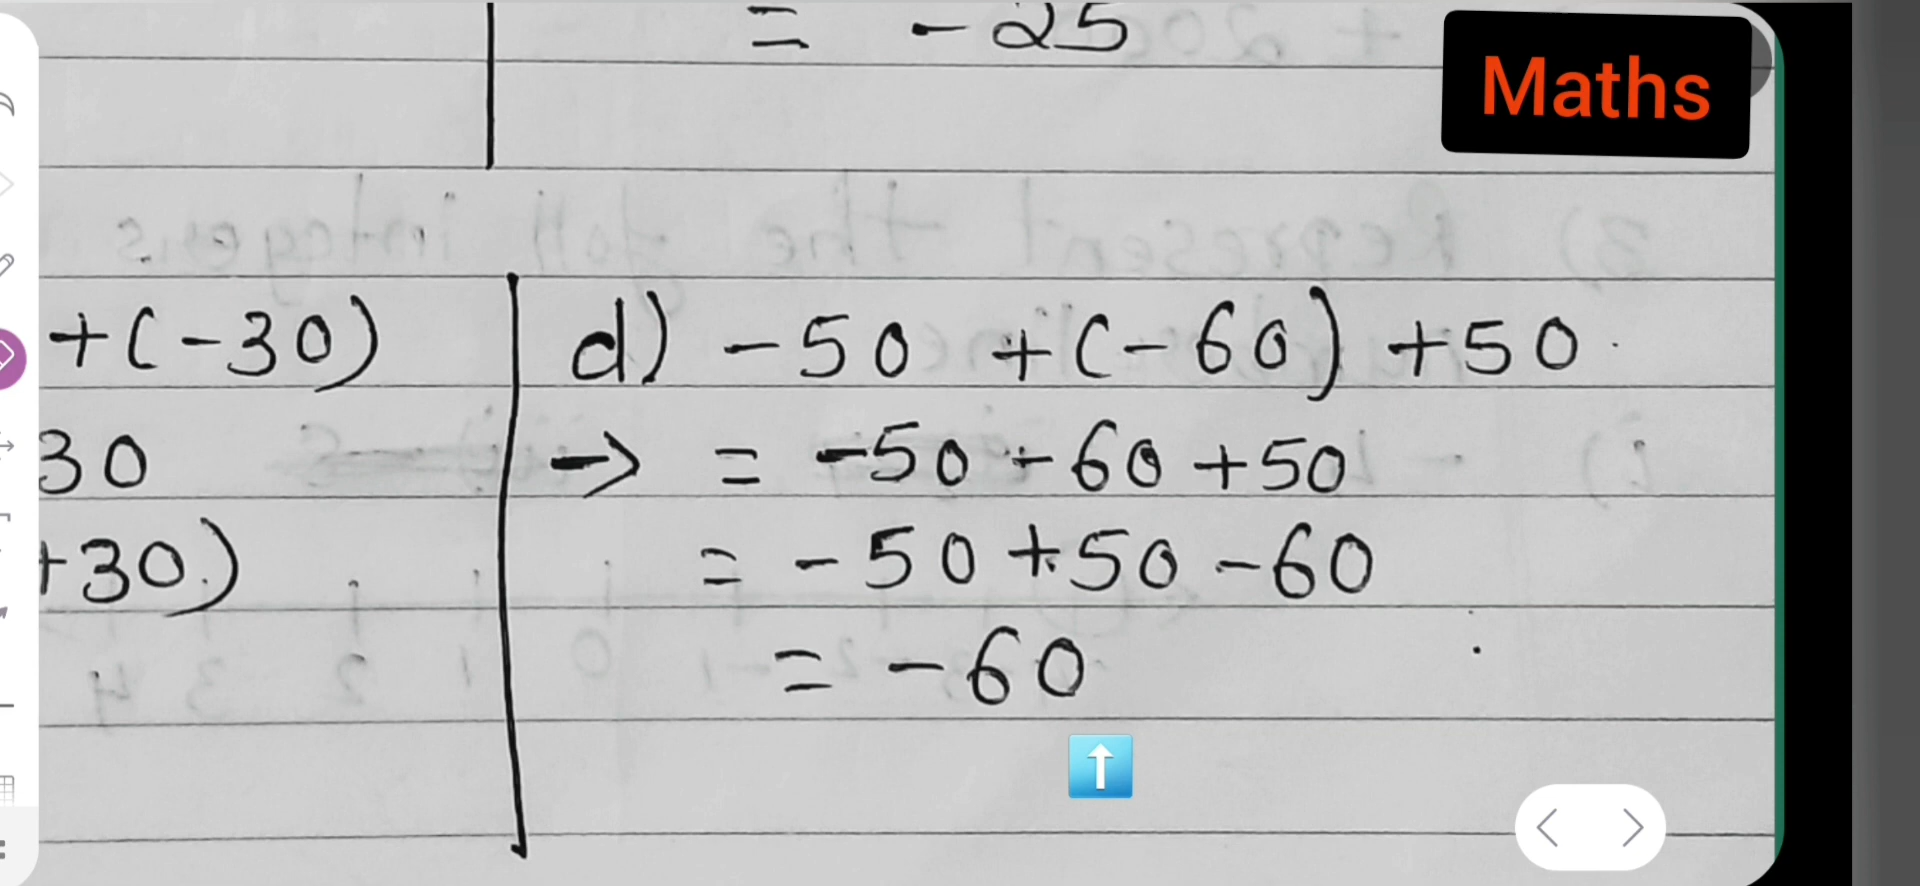 = -25
Maths
+(-30)
30
+30.)
d) -50 +(-60) +50
→ = -50 -60 +50
= -50 +50 -60
= -60